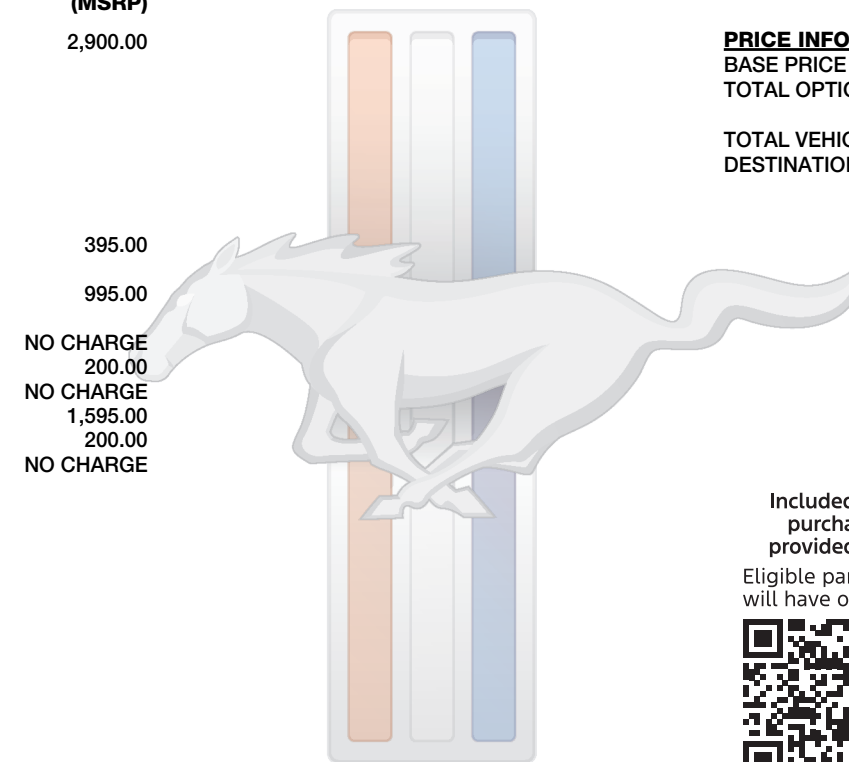 (MSRP)
2,900.00
395.00
995.00
NO CHARGE
200.00
NO CHARGE
1,595.00
200.00
NO CHARGE
PRICE INFO
BASE PRICE
TOTAL OPTIO
TOTAL VEHIC
DESTINATION
Included
purcha
provided
Eligible par
will have o